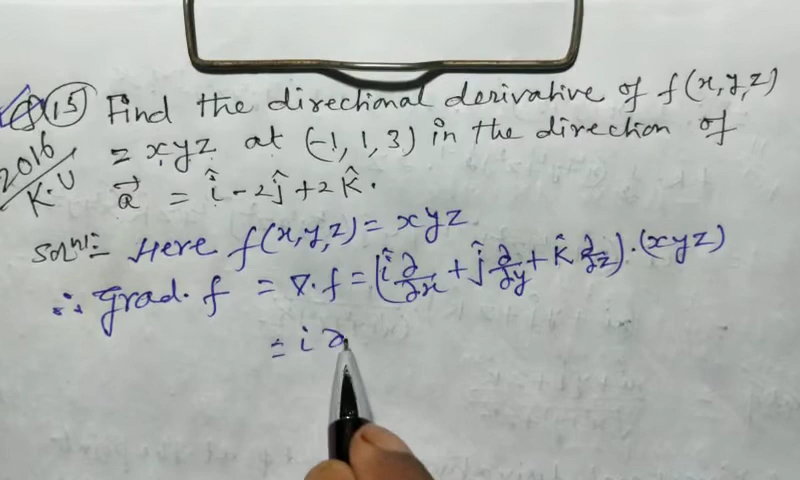 Q 15 Find the directional derivative of f(x,y,z)
= xyz at (-1, 1, 3) in the direction of
2016
K.U
a⃗ = î - 2ĵ + 2k̂.
Solⁿ:- Here f(x,y,z) = xyz
∴ grad. f = ∇·f = (î ∂/∂x + ĵ ∂/∂y + k̂ ∂/∂z)·(xyz)
= i ∂